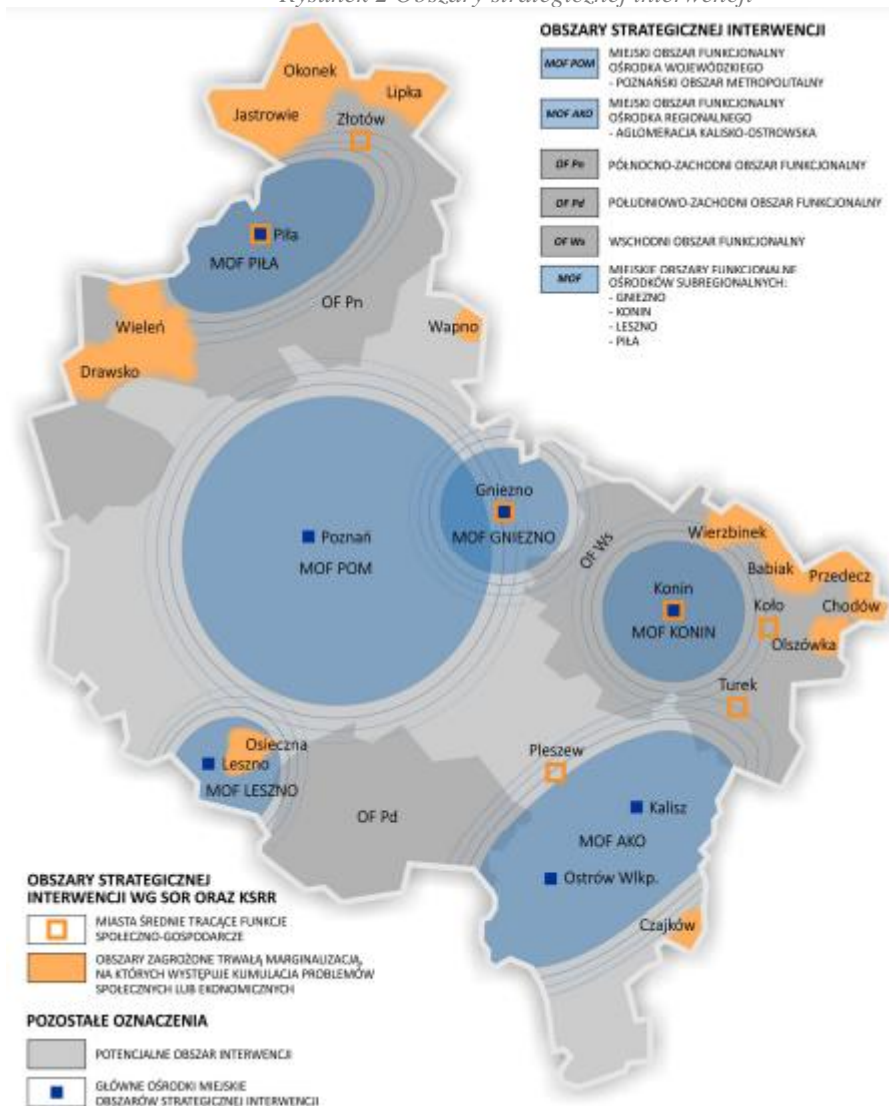 Rysunek 2 Obszary strategicznej interwencji
OBSZARY STRATEGICZNEJ INTERWENCJI
MOF POM
MIEJSKI OBSZAR FUNKCJONALNY
OŚRODKA WOJEWÓDZKIEGO
- POZNAŃSKI OBSZAR METROPOLITALNY
MOF AKO
MIEJSKI OBSZAR FUNKCJONALNY
OŚRODKA REGIONALNEGO
- AGLOMERACJA KALISKO-OSTROWSKA
OF Pn
PÓŁNOCNO-ZACHODNI OBSZAR FUNKCJONALNY
OF Pd
POŁUDNIOWO-ZACHODNI OBSZAR FUNKCJONALNY
OF Ws
WSCHODNI OBSZAR FUNKCJONALNY
MOF
MIEJSKIE OBSZARY FUNKCJONALNE
OŚRODKÓW SUBREGIONALNYCH:
- GNIEZNO
- KONIN
- LESZNO
- PIŁA
Okonek
Lipka
Jastrowie
Złotów
Piła
MOF PIŁA
OF Pn
Wieleń
Wapno
Drawsko
Gniezno
MOF GNIEZNO
Poznań
MOF POM
OF Ws
Wierzbinek
Babiak
Przedecz
Konin
MOF KONIN
Koło
Chodów
Olszówka
Turek
Osieczna
Leszno
MOF LESZNO
Pleszew
Kalisz
OF Pd
MOF AKO
Ostrów Wlkp.
Czajków
OBSZARY STRATEGICZNEJ
INTERWENCJI WG SOR ORAZ KSRR
MIASTA ŚREDNIE TRACĄCE FUNKCJE
SPOŁECZNO-GOSPODARCZE
OBSZARY ZAGROŻONE TRWAŁĄ MARGINALIZACJĄ,
NA KTÓRYCH WYSTĘPUJE KUMULACJA PROBLEMÓW
SPOŁECZNYCH LUB EKONOMICZNYCH
POZOSTAŁE OZNACZENIA
POTENCJALNE OBSZAR INTERWENCJI
GŁÓWNE OŚRODKI MIEJSKIE
OBSZARÓW STRATEGICZNEJ INTERWENCJI